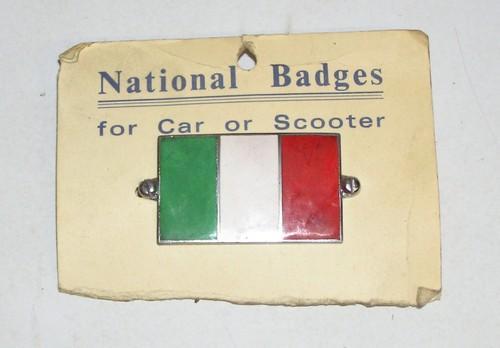 National Badges
for Car or Scooter